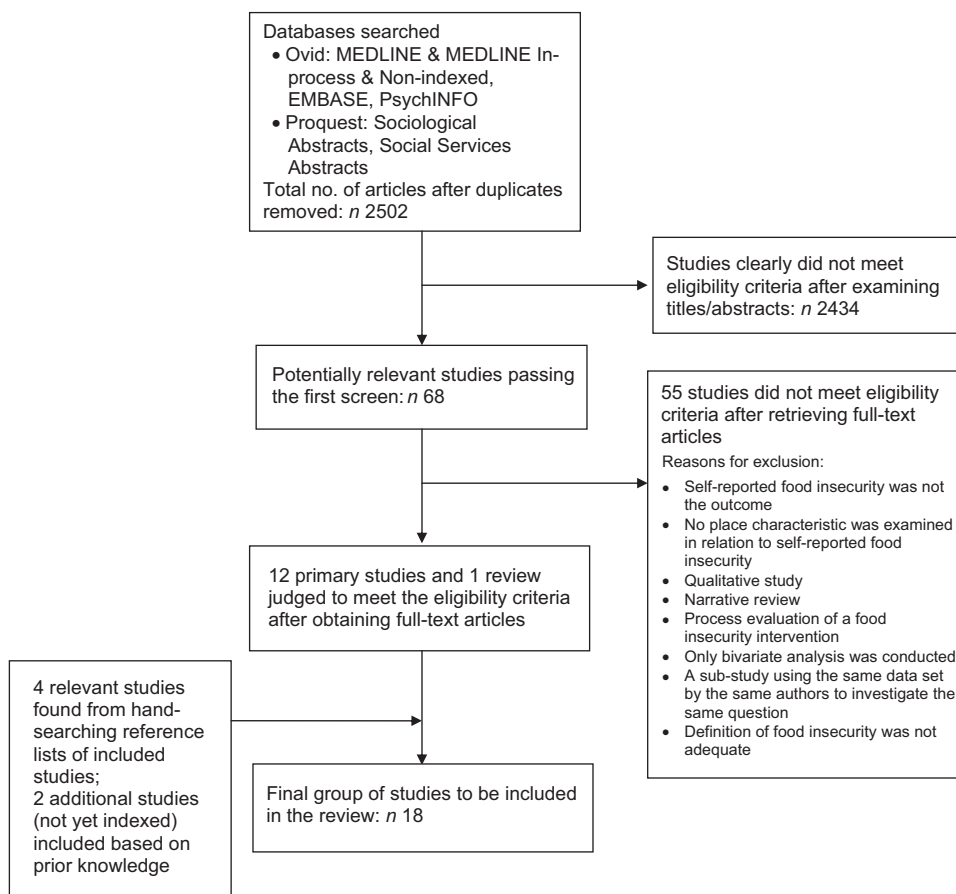 Databases searched
• Ovid: MEDLINE & MEDLINE In-
process & Non-indexed,
EMBASE, PsychINFO
• Proquest: Sociological
Abstracts, Social Services
Abstracts
Total no. of articles after duplicates
removed: n 2502
Studies clearly did not meet
eligibility criteria after examining
titles/abstracts: n 2434
Potentially relevant studies passing
the first screen: n 68
55 studies did not meet eligibility
criteria after retrieving full-text
articles
Reasons for exclusion:
• Self-reported food insecurity was not
the outcome
• No place characteristic was examined
in relation to self-reported food
insecurity
• Qualitative study
• Narrative review
• Process evaluation of a food
insecurity intervention
• Only bivariate analysis was conducted
• A sub-study using the same data set
by the same authors to investigate the
same question
• Definition of food insecurity was not
adequate
12 primary studies and 1 review
judged to meet the eligibility criteria
after obtaining full-text articles
4 relevant studies
found from hand-
searching reference
lists of included
studies;
2 additional studies
(not yet indexed)
included based on
prior knowledge
Final group of studies to be included
in the review: n 18